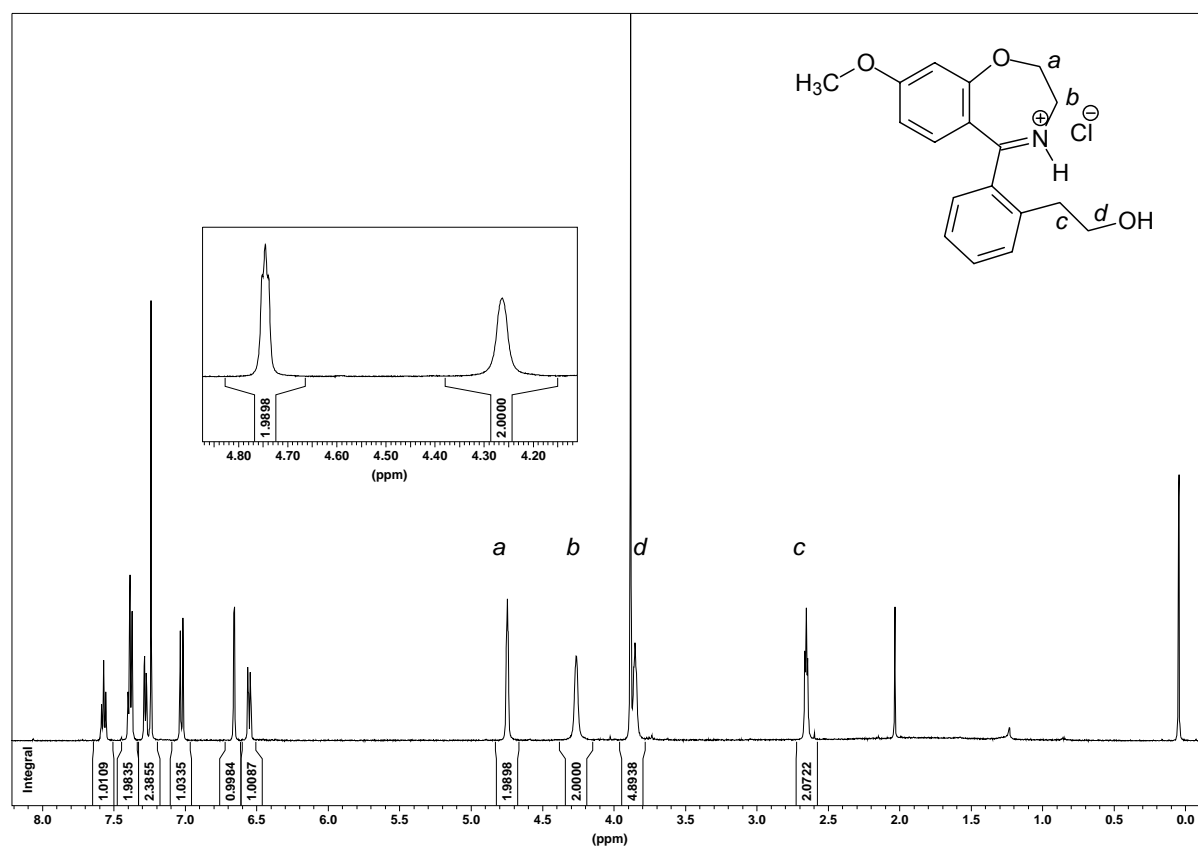 O
H3C
O
a
b
N
+
H
Cl
−
c
d
OH
1.9898
2.0000
4.80 4.70 4.60 4.50 4.40 4.30 4.20
(ppm)
a b d c
Integral
1.0109 1.9835 2.3855 1.0335 0.9984 1.0087 1.9898 2.0000 4.8938 2.0722
8.0 7.5 7.0 6.5 6.0 5.5 5.0 4.5 4.0 3.5 3.0 2.5 2.0 1.5 1.0 0.5 0.0
(ppm)